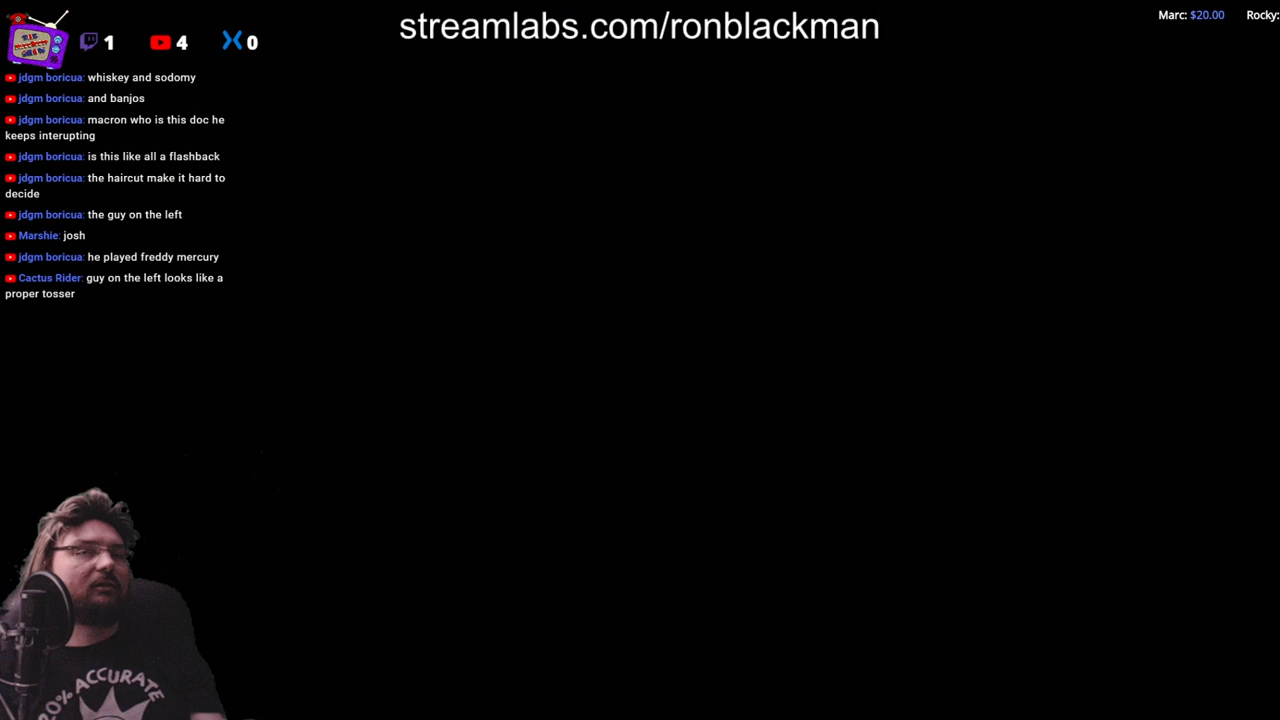 streamlabs.com/ronblackman
Marc: $20.00 Rocky:
1 4 0
jdgm boricua: whiskey and sodomy
jdgm boricua: and banjos
jdgm boricua: macron who is this doc he
keeps interupting
jdgm boricua: is this like all a flashback
jdgm boricua: the haircut make it hard to
decide
jdgm boricua: the guy on the left
Marshie: josh
jdgm boricua: he played freddy mercury
Cactus Rider: guy on the left looks like a
proper tosser
0% ACCURATE